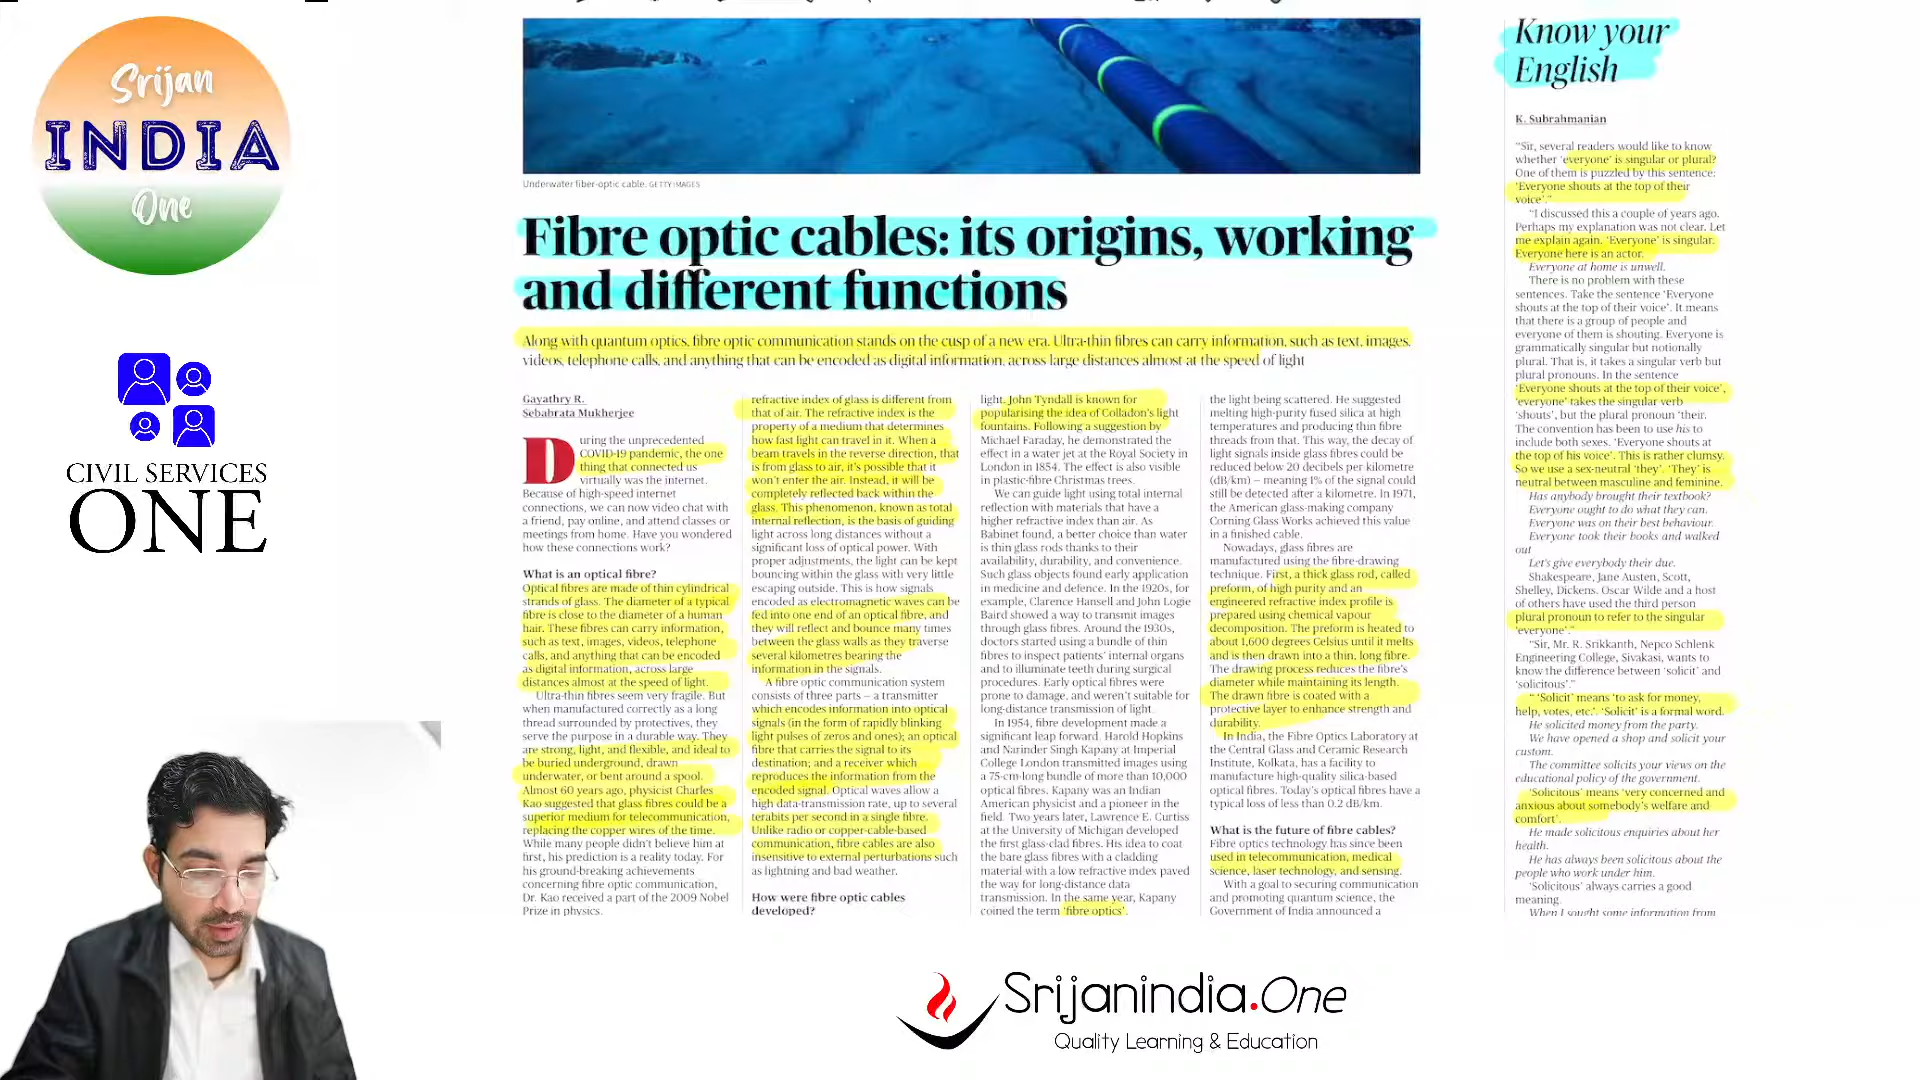 Srijan
INDIA
One
CIVIL SERVICES
ONE
Underwater fiber-optic cable. GETTY IMAGES
Fibre optic cables: its origins, working
and different functions
Along with quantum optics, fibre optic communication stands on the cusp of a new era. Ultra-thin fibres can carry information, such as text, images,
videos, telephone calls, and anything that can be encoded as digital information, across large distances almost at the speed of light
Gayathry R.
Sebabrata Mukherjee
During the unprecedented
COVID-19 pandemic, the one
thing that connected us
virtually was the internet.
Because of high-speed internet
connections, we can now video chat with
a friend, pay online, and attend classes or
meetings from home. Have you wondered
how these connections work?
What is an optical fibre?
Optical fibres are made of thin cylindrical
strands of glass. The diameter of a typical
fibre is close to the diameter of a human
hair. These fibres can carry information,
such as text, images, videos, telephone
calls, and anything that can be encoded
as digital information, across large
distances almost at the speed of light.
Ultra-thin fibres seem very fragile. But
when manufactured correctly as a long
thread surrounded by protectives, they
serve the purpose in a durable way. They
are strong, light, and flexible, and ideal to
be buried underground, drawn
underwater, or bent around a spool.
Almost 60 years ago, physicist Charles
Kao suggested that glass fibres could be a
superior medium for telecommunication,
replacing the copper wires of the time.
While many people didn't believe him at
first, his prediction is a reality today. For
his ground-breaking achievements
concerning fibre optic communication,
Dr. Kao received a part of the 2009 Nobel
Prize in physics.
refractive index of glass is different from
that of air. The refractive index is the
property of a medium that determines
how fast light can travel in it. When a
beam travels in the reverse direction, that
is from glass to air, it's possible that it
won't enter the air. Instead, it will be
completely reflected back within the
glass. This phenomenon, known as total
internal reflection, is the basis of guiding
light across long distances without a
significant loss of optical power. With
proper adjustments, the light can be kept
bouncing within the glass with very little
escaping outside. This is how signals
encoded as electromagnetic waves can be
fed into one end of an optical fibre, and
they will reflect and bounce many times
between the glass walls as they traverse
several kilometres bearing the
information in the signals.
A fibre optic communication system
consists of three parts – a transmitter
which encodes information into optical
signals (in the form of rapidly blinking
light pulses of zeros and ones); an optical
fibre that carries the signal to its
destination; and a receiver which
reproduces the information from the
encoded signal. Optical waves allow a
high data-transmission rate, up to several
terabits per second in a single fibre.
Unlike radio or copper-cable-based
communication, fibre cables are also
insensitive to external perturbations such
as lightning and bad weather.
How were fibre optic cables
developed?
light. John Tyndall is known for
popularising the idea of Colladon's light
fountains. Following a suggestion by
Michael Faraday, he demonstrated the
effect in a water jet at the Royal Society in
London in 1854. The effect is also visible
in plastic-fibre Christmas trees.
We can guide light using total internal
reflection with materials that have a
higher refractive index than air. As
Babinet found, a better choice than water
is thin glass rods thanks to their
availability, durability, and convenience.
Such glass objects found early application
in medicine and defence. In the 1920s, for
example, Clarence Hansell and John Logie
Baird showed a way to transmit images
through glass fibres. Around the 1930s,
doctors started using a bundle of thin
fibres to inspect patients' internal organs
and to illuminate teeth during surgical
procedures. Early optical fibres were
prone to damage, and weren't suitable for
long-distance transmission of light.
In 1954, fibre development made a
significant leap forward. Harold Hopkins
and Narinder Singh Kapany at Imperial
College London transmitted images using
a 75-cm-long bundle of more than 10,000
optical fibres. Kapany was an Indian
American physicist and a pioneer in the
field. Two years later, Lawrence E. Curtiss
at the University of Michigan developed
the first glass-clad fibres. His idea to coat
the bare glass fibres with a cladding
material with a low refractive index paved
the way for long-distance data
transmission. In the same year, Kapany
coined the term 'fibre optics'.
the light being scattered. He suggested
melting high-purity fused silica at high
temperatures and producing thin fibre
threads from that. This way, the decay of
light signals inside glass fibres could be
reduced below 20 decibels per kilometre
(dB/km) – meaning 1% of the signal could
still be detected after a kilometre. In 1971,
the American glass-making company
Corning Glass Works achieved this value
in a finished cable.
Nowadays, glass fibres are
manufactured using the fibre-drawing
technique. First, a thick glass rod, called
preform, of high purity and an
engineered refractive index profile is
prepared using chemical vapour
decomposition. The preform is heated to
about 1,600 degrees Celsius until it melts
and is then drawn into a thin, long fibre.
The drawing process reduces the fibre's
diameter while maintaining its length.
The drawn fibre is coated with a
protective layer to enhance strength and
durability.
In India, the Fibre Optics Laboratory at
the Central Glass and Ceramic Research
Institute, Kolkata, has a facility to
manufacture high-quality silica-based
optical fibres. Today's optical fibres have a
typical loss of less than 0.2 dB/km.
What is the future of fibre cables?
Fibre optics technology has since been
used in telecommunication, medical
science, laser technology, and sensing.
With a goal to securing communication
and promoting quantum science, the
Government of India announced a
Know your
English
K. Subrahmanian
"Sir, several readers would like to know
whether 'everyone' is singular or plural?
One of them is puzzled by this sentence:
'Everyone shouts at the top of their
voice'."
"I discussed this a couple of years ago.
Perhaps my explanation was not clear. Let
me explain again. 'Everyone' is singular.
Everyone here is an actor.
Everyone at home is unwell.
There is no problem with these
sentences. Take the sentence 'Everyone
shouts at the top of their voice'. It means
that there is a group of people and
everyone of them is shouting. Everyone is
grammatically singular but notionally
plural. That is, it takes a singular verb but
plural pronouns. In the sentence
'Everyone shouts at the top of their voice',
'everyone' takes the singular verb
'shouts', but the plural pronoun 'their.
The convention has been to use his to
include both sexes. 'Everyone shouts at
the top of his voice'. This is rather clumsy.
So we use a sex-neutral 'they'. 'They' is
neutral between masculine and feminine.
Has anybody brought their textbook?
Everyone ought to do what they can.
Everyone was on their best behaviour.
Everyone took their books and walked
out
Let's give everybody their due.
Shakespeare, Jane Austen, Scott,
Shelley, Dickens. Oscar Wilde and a host
of others have used the third person
plural pronoun to refer to the singular
'everyone'."
"Sir, Mr. R. Srikkanth, Nepco Schlenk
Engineering College, Sivakasi, wants to
know the difference between 'solicit' and
'solicitous'."
" 'Solicit' means 'to ask for money,
help, votes, etc.'. 'Solicit' is a formal word.
He solicited money from the party.
We have opened a shop and solicit your
custom.
The committee solicits your views on the
educational policy of the government.
'Solicitous' means 'very concerned and
anxious about somebody's welfare and
comfort'.
He made solicitous enquiries about her
health.
He has always been solicitous about the
people who work under him.
'Solicitous' always carries a good
meaning.
When I sought some information from
Srijanindia.One
Quality Learning & Education